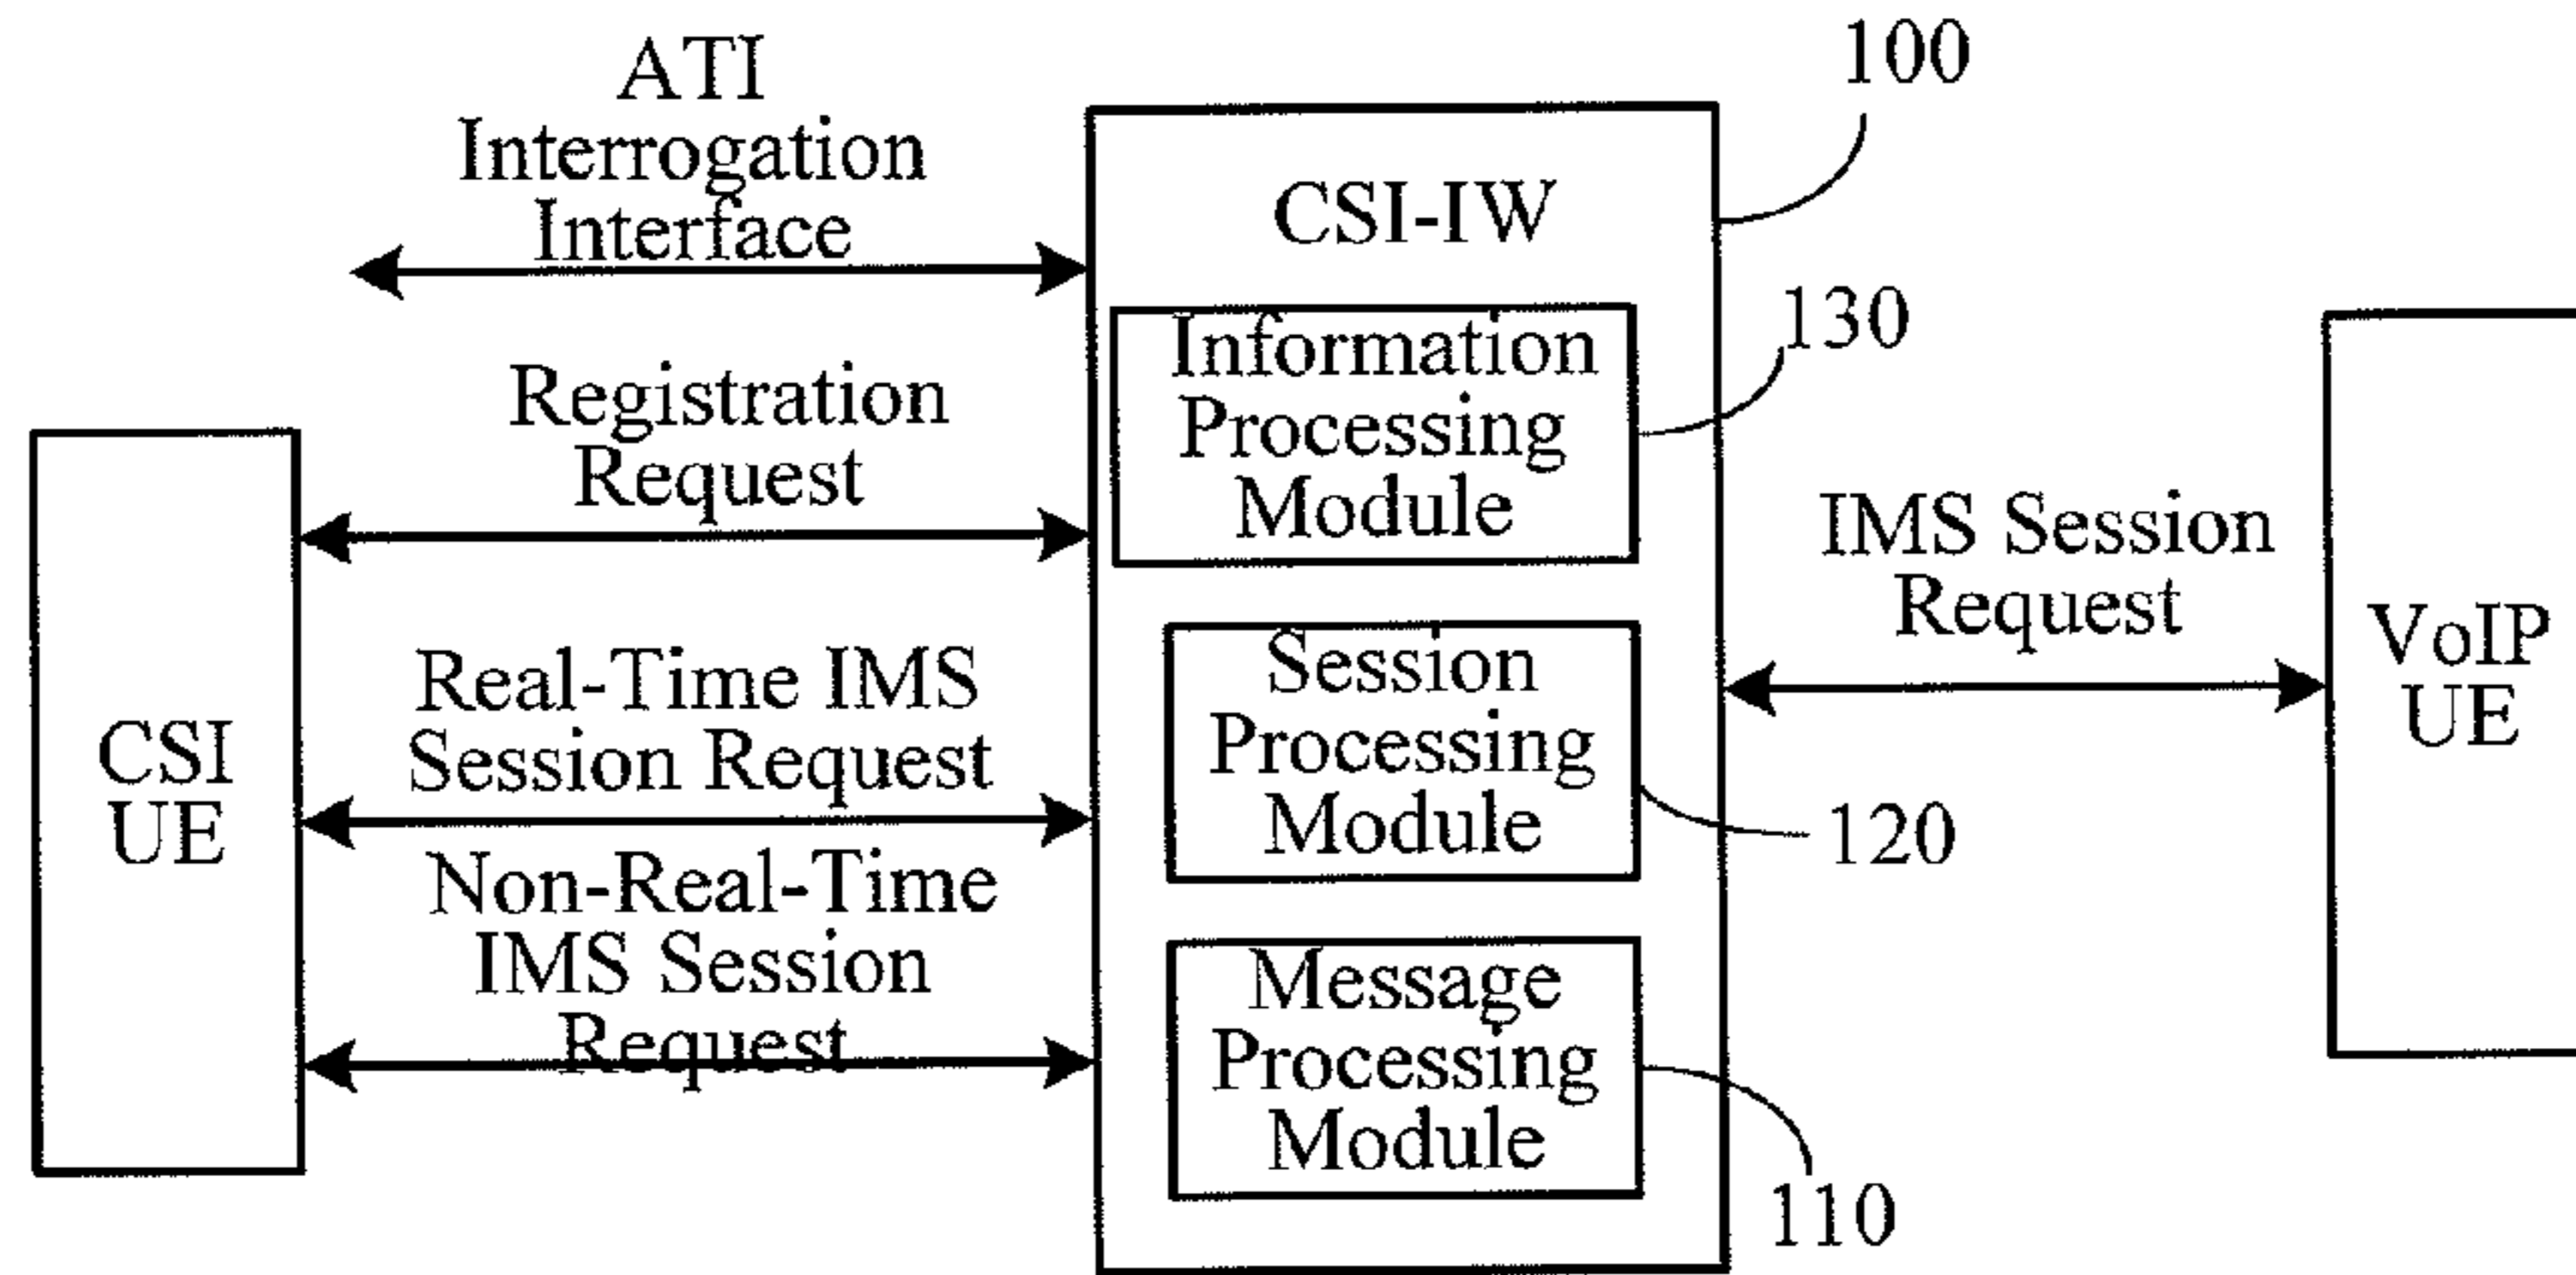 ATI
Interrogation
Interface
Registration
Request
CSI
UE
Real-Time IMS
Session Request
Non-Real-Time
IMS Session
Request
CSI-IW
Information
Processing
Module
Session
Processing
Module
Message
Processing
Module
100
130
120
110
IMS Session
Request
VoIP
UE